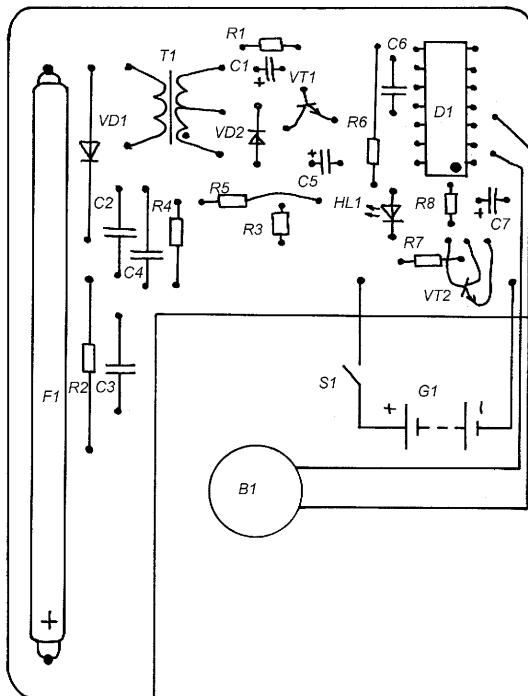 R1
T1
C1
+
VT1
C6
VD1
VD2
R6
D1
C5
+
C2
R4
R5
R3
HL1
R8
C7
+
C4
R7
VT2
F1
R2
C3
S1
+
G1
-
B1
+